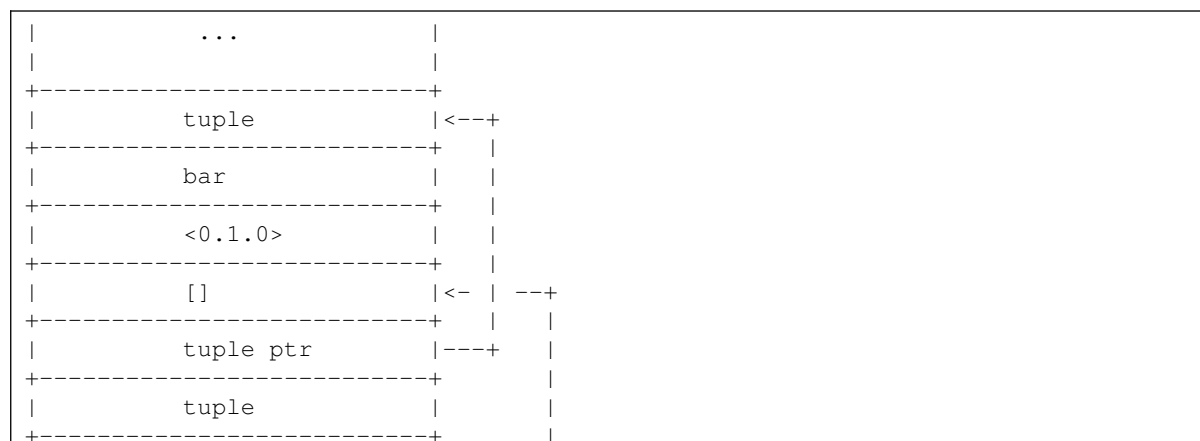 |           ...              |
|                            |
+---------------------------+
|          tuple             |<--+
+---------------------------+   |
|          bar               |   |
+---------------------------+   |
|          <0.1.0>           |   |
+---------------------------+   |
|          []                |<- | --+
+---------------------------+   |   |
|          tuple ptr         |---+   |
+---------------------------+       |
|          tuple             |       |
+---------------------------+       |